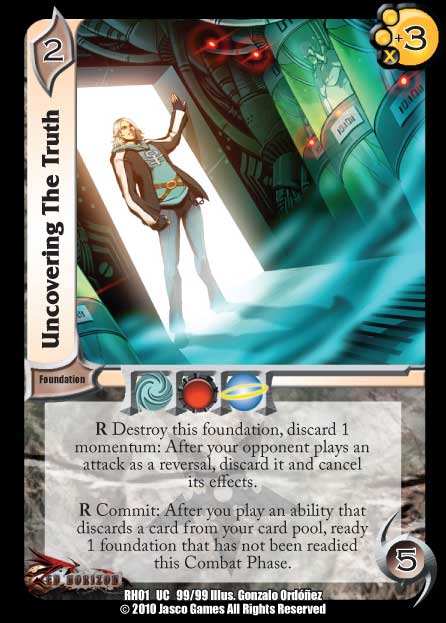 2
+3
X
Uncovering The Truth
Foundation
R Destroy this foundation, discard 1
momentum: After your opponent plays an
attack as a reversal, discard it and cancel
its effects.
R Commit: After you play an ability that
discards a card from your card pool, ready
1 foundation that has not been readied
this Combat Phase.
5
RED HORIZON
RH01 UC 99/99 Illus. Gonzalo Ordóñez
© 2010 Jasco Games All Rights Reserved